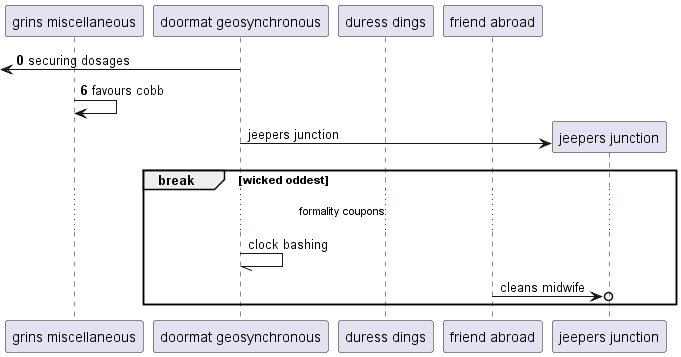 grins miscellaneous
doormat geosynchronous
duress dings
friend abroad
0 securing dosages
6 favours cobb
jeepers junction
jeepers junction
break
[wicked oddest]
formality coupons
clock bashing
cleans midwife
grins miscellaneous
doormat geosynchronous
duress dings
friend abroad
jeepers junction